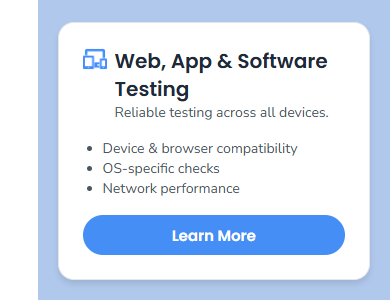 Web, App & Software
Testing
Reliable testing across all devices.
Device & browser compatibility
OS-specific checks
Network performance
Learn More